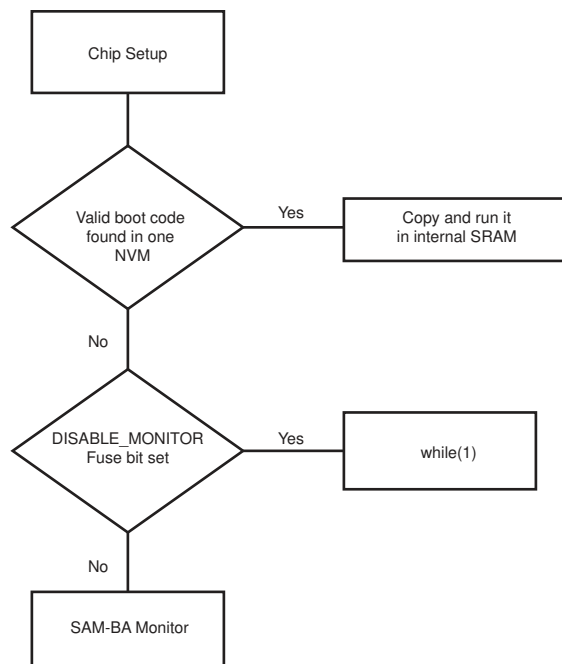 Chip Setup
Valid boot code
found in one
NVM
Yes
Copy and run it
in internal SRAM
No
DISABLE_MONITOR
Fuse bit set
Yes
while(1)
No
SAM-BA Monitor